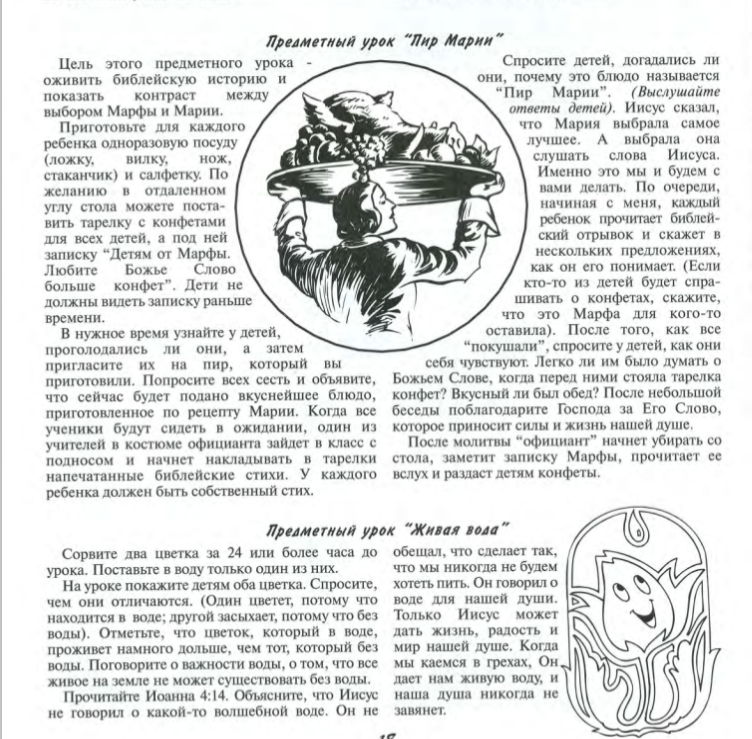 Предметный урок "Пир Марии"
Цель этого предметного урока -
оживить библейскую историю и
показать контраст между
выбором Марфы и Марии.
Приготовьте для каждого
ребенка одноразовую посуду
(ложку, вилку, нож,
стаканчик) и салфетку. По
желанию в отдаленном
углу стола можете поста-
вить тарелку с конфетами
для всех детей, а под ней
записку "Детям от Марфы.
Любите Божье Слово
больше конфет". Дети не
должны видеть записку раньше
времени.
В нужное время узнайте у детей,
проголодались ли они, а затем
пригласите их на пир, который вы
приготовили. Попросите всех сесть и объявите,
что сейчас будет подано вкуснейшее блюдо,
приготовленное по рецепту Марии. Когда все
ученики будут сидеть в ожидании, один из
учителей в костюме официанта зайдет в класс с
подносом и начнет накладывать в тарелки
напечатанные библейские стихи. У каждого
ребенка должен быть собственный стих.
Спросите детей, догадались ли
они, почему это блюдо называется
"Пир Марии". (Выслушайте
ответы детей). Иисус сказал,
что Мария выбрала самое
лучшее. А выбрала она
слушать слова Иисуса.
Именно это мы и будем с
вами делать. По очереди,
начиная с меня, каждый
ребенок прочитает библей-
ский отрывок и скажет в
нескольких предложениях,
как он его понимает. (Если
кто-то из детей будет спра-
шивать о конфетах, скажите,
что это Марфа для кого-то
оставила). После того, как все
"покушали", спросите у детей, как они
себя чувствуют. Легко ли им было думать о
Божьем Слове, когда перед ними стояла тарелка
конфет? Вкусный ли был обед? После небольшой
беседы поблагодарите Господа за Его Слово,
которое приносит силы и жизнь нашей душе.
После молитвы "официант" начнет убирать со
стола, заметит записку Марфы, прочитает ее
вслух и раздаст детям конфеты.
Предметный урок "Живая вода"
Сорвите два цветка за 24 или более часа до
урока. Поставьте в воду только один из них.
На уроке покажите детям оба цветка. Спросите,
чем они отличаются. (Один цветет, потому что
находится в воде; другой засыхает, потому что без
воды). Отметьте, что цветок, который в воде,
проживет намного дольше, чем тот, который без
воды. Поговорите о важности воды, о том, что все
живое на земле не может существовать без воды.
Прочитайте Иоанна 4:14. Объясните, что Иисус
не говорил о какой-то волшебной воде. Он не
обещал, что сделает так,
что мы никогда не будем
хотеть пить. Он говорил о
воде для нашей души.
Только Иисус может
дать жизнь, радость и
мир нашей душе. Когда
мы каемся в грехах, Он
дает нам живую воду, и
наша душа никогда не
завянет.